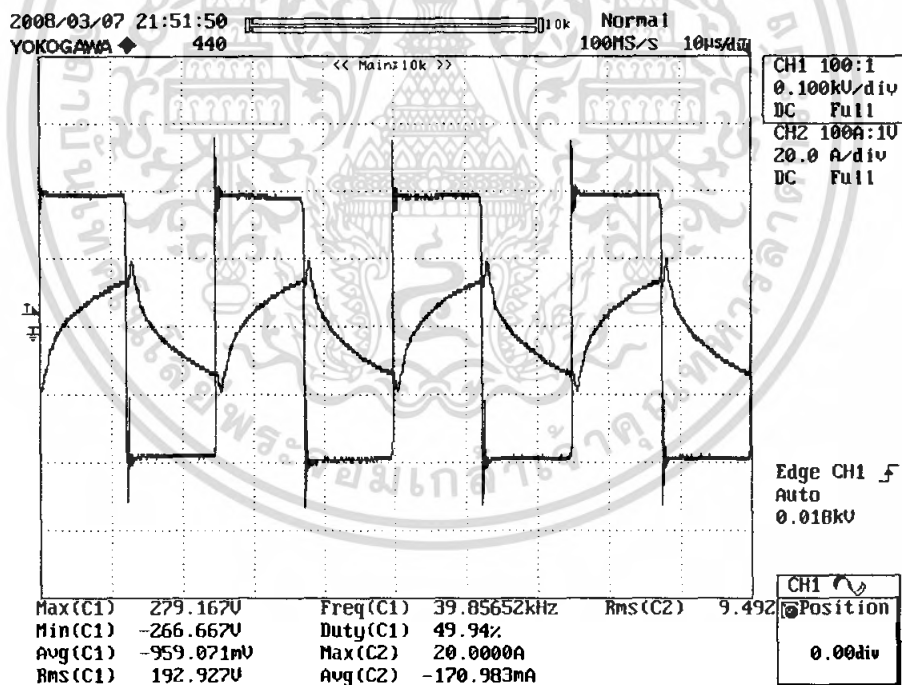 2008/03/07 21:51:50 10k Normal
YOKOGAWA ◆ 440 100MS/s 10µs/div
<< Main:10k >>
CH1 100:1
0.100kV/div
DC Full
CH2 100A:1V
20.0 A/div
DC Full
Edge CH1
Auto
0.018kV
CH1
Position
0.00div
Max(C1) 279.167V Freq(C1) 39.85652kHz Rms(C2) 9.492
Min(C1) -266.667V Duty(C1) 49.94%
Avg(C1) -959.071mV Max(C2) 20.0000A
Rms(C1) 192.927V Avg(C2) -170.983mA